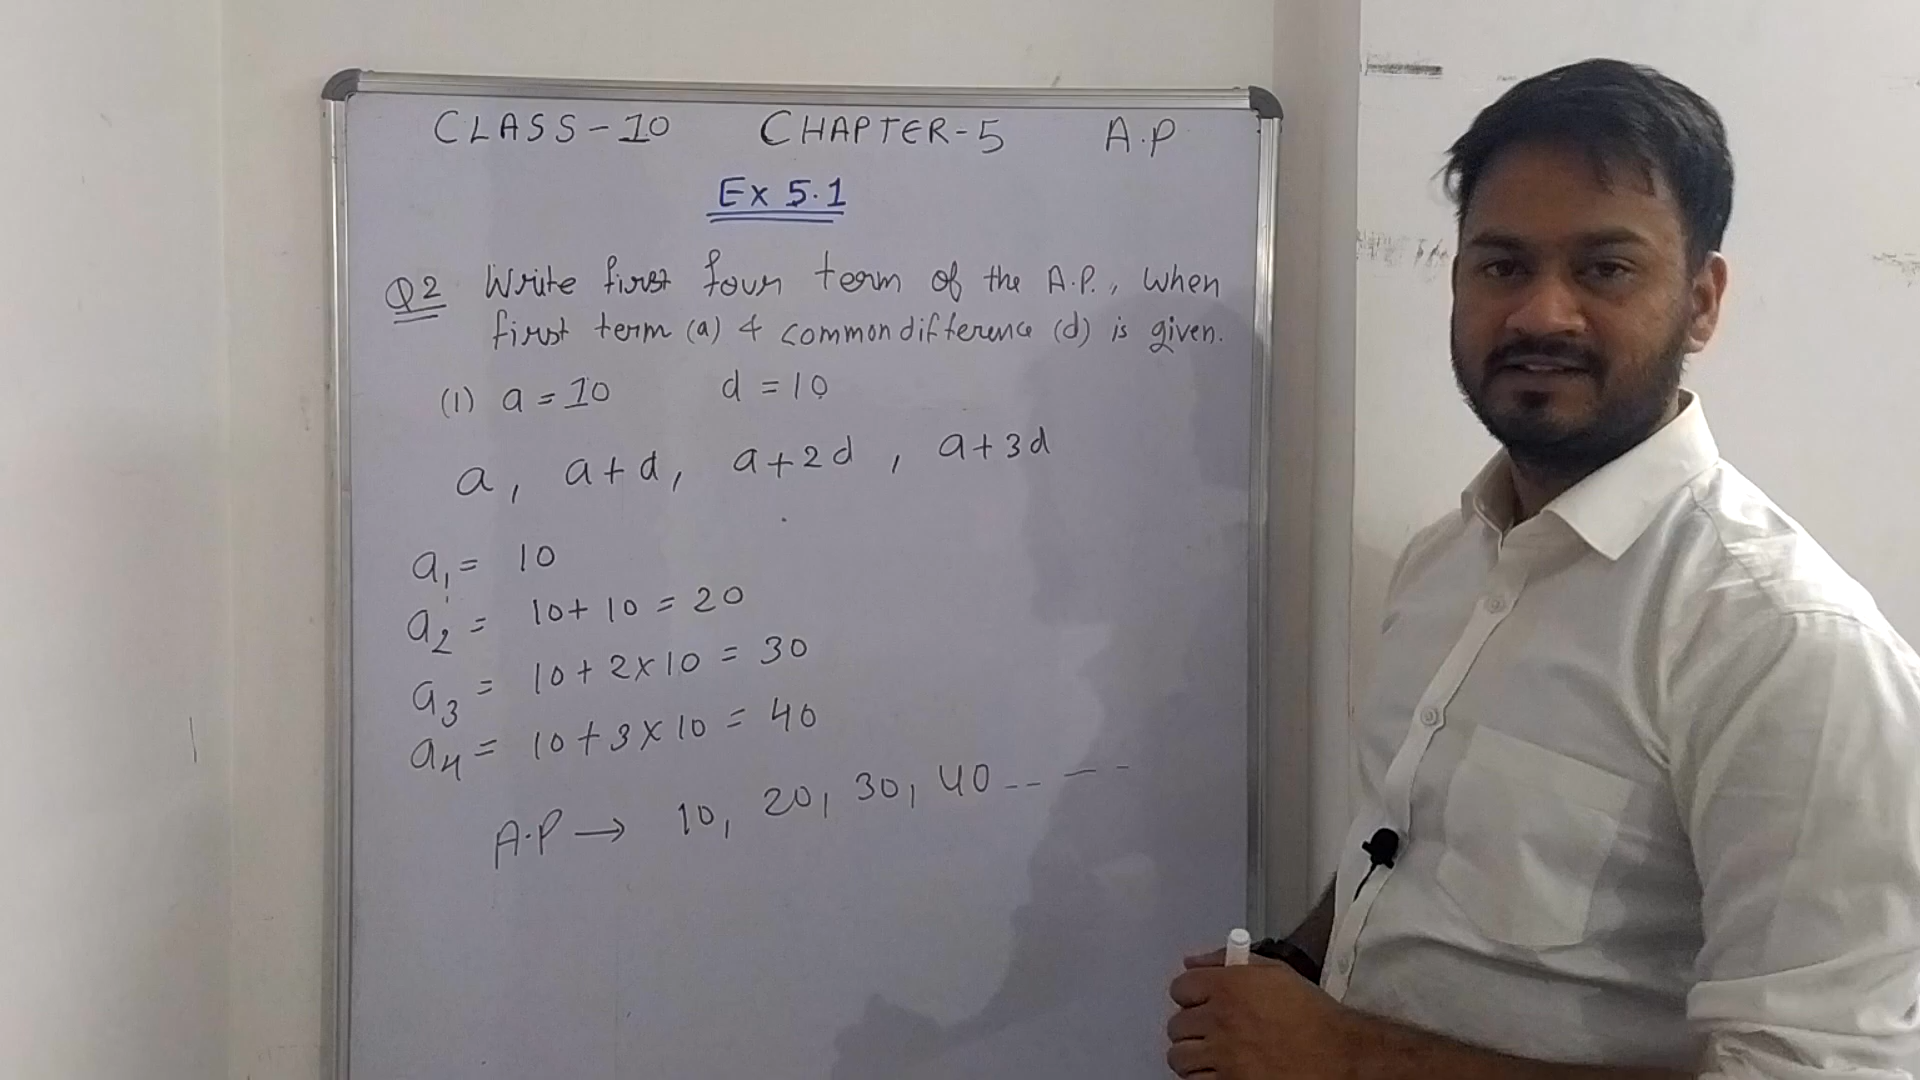 CLASS-10 CHAPTER-5 A.P
Ex 5.1
Q2 Write first four term of the A.P., when
first term (a) & common difference (d) is given.
(1) a = 10 d = 10
a, a+d, a+2d, a+3d
a₁ = 10
a₂ = 10+10 = 20
a₃ = 10+2×10 = 30
a₄ = 10+3×10 = 40
A.P → 10, 20, 30, 40-- --